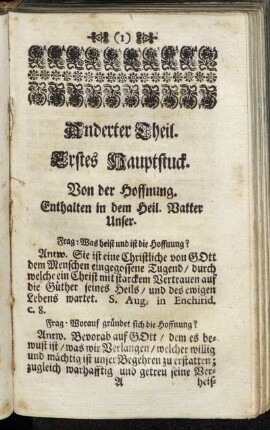 (1)
Anderter Theil.
Erstes Hauptstuck.
Von der Hoffnung.
Enthalten in dem Heil. Vatter
Unser.
Frag: Was heist und ist die Hoffnung?
Antw. Sie ist eine Christliche von GOtt
dem Menschen eingegossene Tugend / durch
welche ein Christ mit starckem Vertrauen auf
die Güther seines Heils / und des ewigen
Lebens wartet. S. Aug. in Enchirid.
c. 8.
Frag. Worauf gründet sich die Hoffnung?
Antw. Bevorab auf GOtt / dem es be-
wust ist / was wir Verlangen / welcher willig
und mächtig ist unser Begehren zu erstatten;
zugleich warhafftig und getreu seine Ver-
A heis-